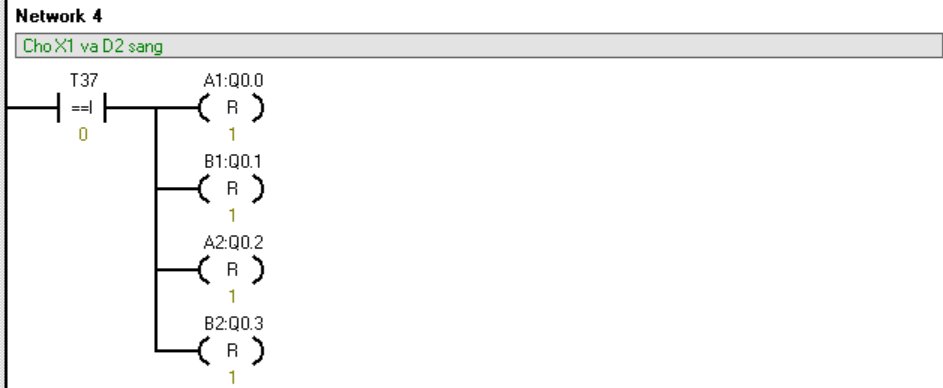 Network 4
Cho X1 va D2 sang
T37
A1:Q0.0
==I
R
0
1
B1:Q0.1
R
1
A2:Q0.2
R
1
B2:Q0.3
R
1